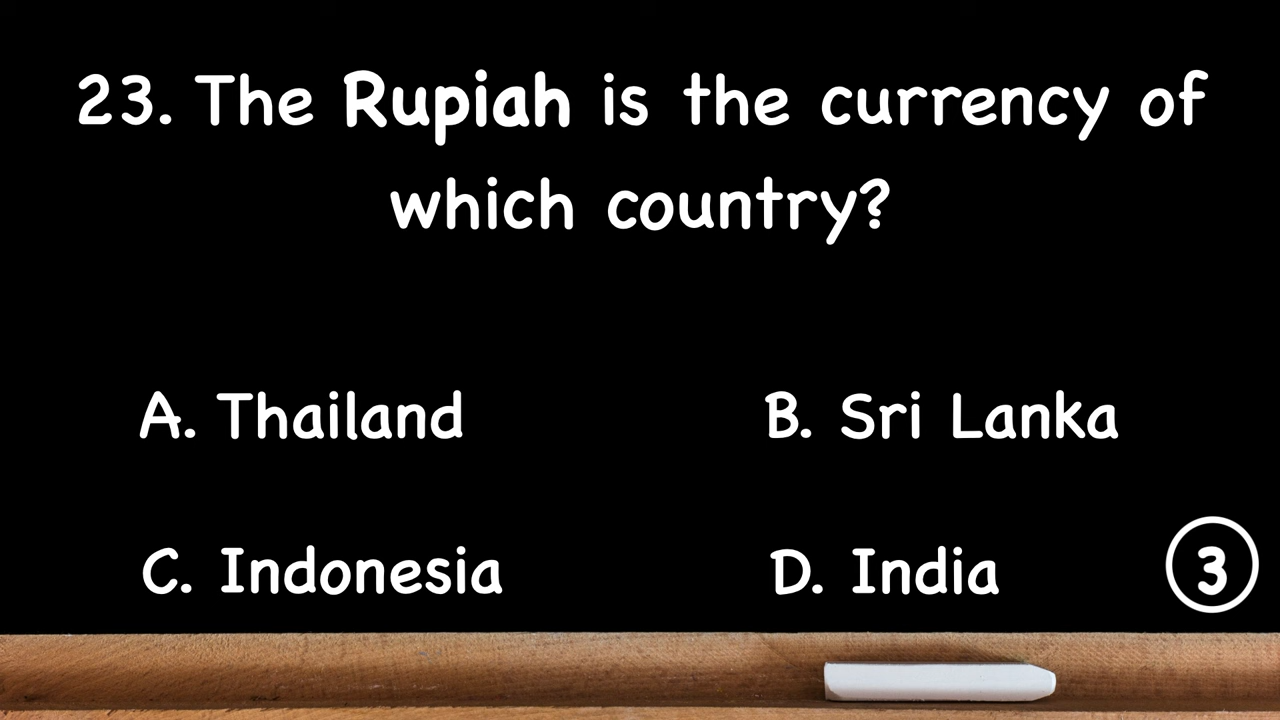 23. The Rupiah is the currency of
which country?
A. Thailand
B. Sri Lanka
C. Indonesia
D. India
3